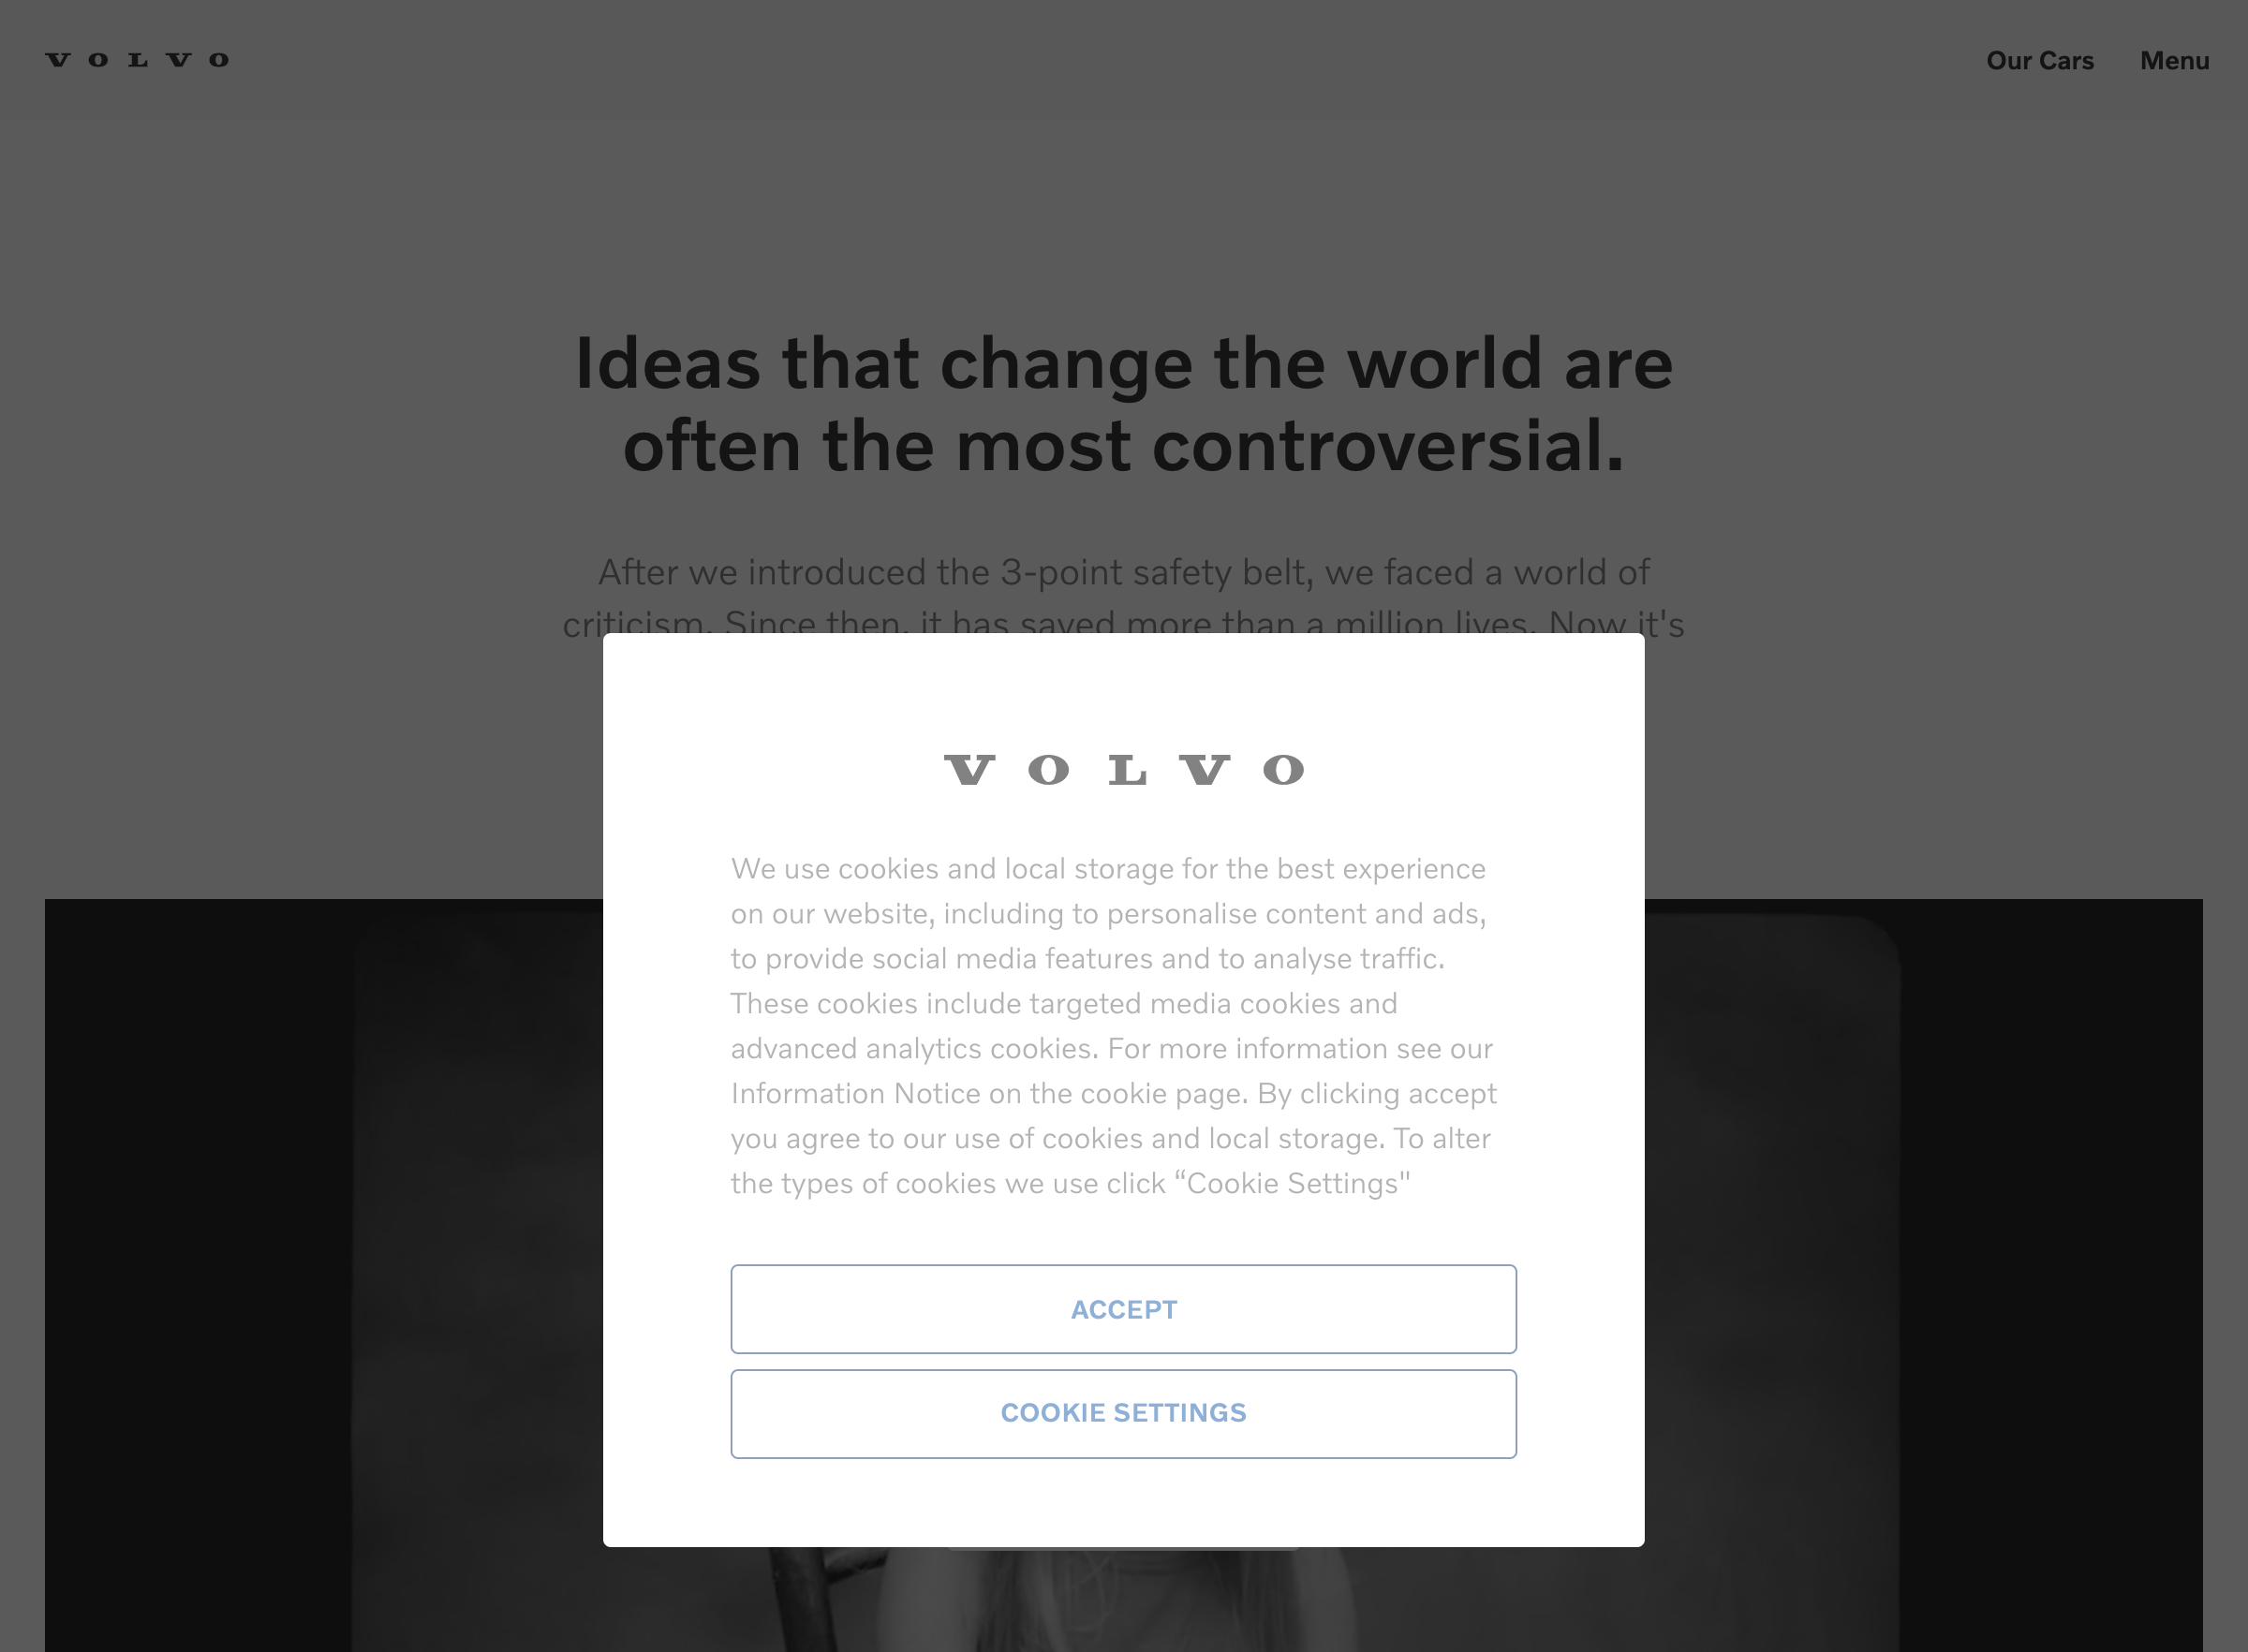 VOLVO
Our Cars Menu
Ideas that change the world are
often the most controversial.
After we introduced the 3-point safety belt, we faced a world of
criticism. Since then, it has saved more than a million lives. Now it's
VOLVO
We use cookies and local storage for the best experience
on our website, including to personalise content and ads,
to provide social media features and to analyse traffic.
These cookies include targeted media cookies and
advanced analytics cookies. For more information see our
Information Notice on the cookie page. By clicking accept
you agree to our use of cookies and local storage. To alter
the types of cookies we use click “Cookie Settings"
ACCEPT
COOKIE SETTINGS